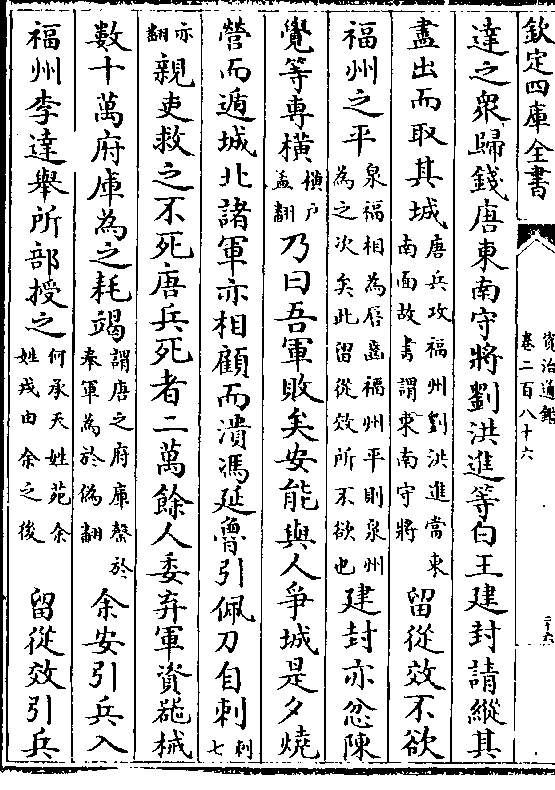 欽定四庫全書
資治通鑑
卷二百八十六
三十六
達之衆歸錢唐東南守將劉洪進等白王建封請縱其
盡出而取其城唐兵攻福州劉洪進當東南面故書謂東南守將留從效不欲
福州之平泉福相為脣齒福州平則泉州為之次矣此留從效所不欲也建封亦忿陳
覺等專横横户孟翻乃曰吾軍敗矣安能與人爭城是夕燒
營而遁城北諸軍亦相顧而潰馮延魯引佩刀自刺刺七
亦翻親吏救之不死唐兵死者二萬餘人委弃軍資器械
數十萬府庫為之耗竭謂唐之府庫罄於奉軍為於偽翻余安引兵入
福州李達舉所部授之何承天姓苑余姓戎由余之後留從效引兵